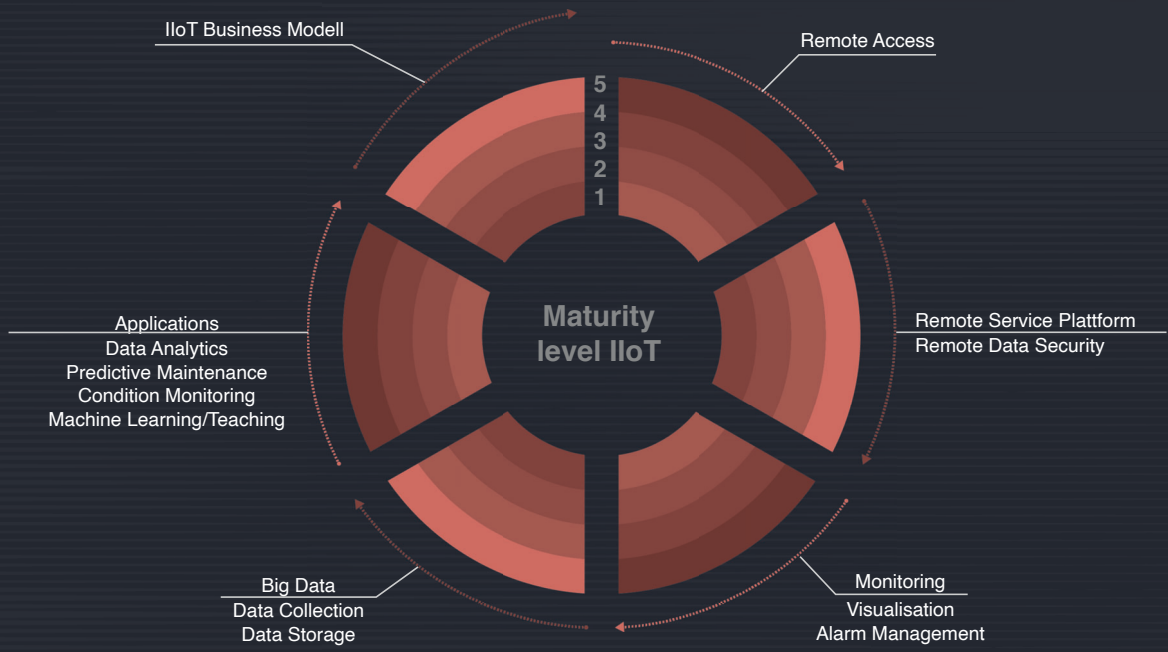 IIoT Business Modell
Remote Access
5
4
3
2
1
Maturity
level IIoT
Remote Service Plattform
Remote Data Security
Applications
Data Analytics
Predictive Maintenance
Condition Monitoring
Machine Learning/Teaching
Big Data
Data Collection
Data Storage
Monitoring
Visualisation
Alarm Management